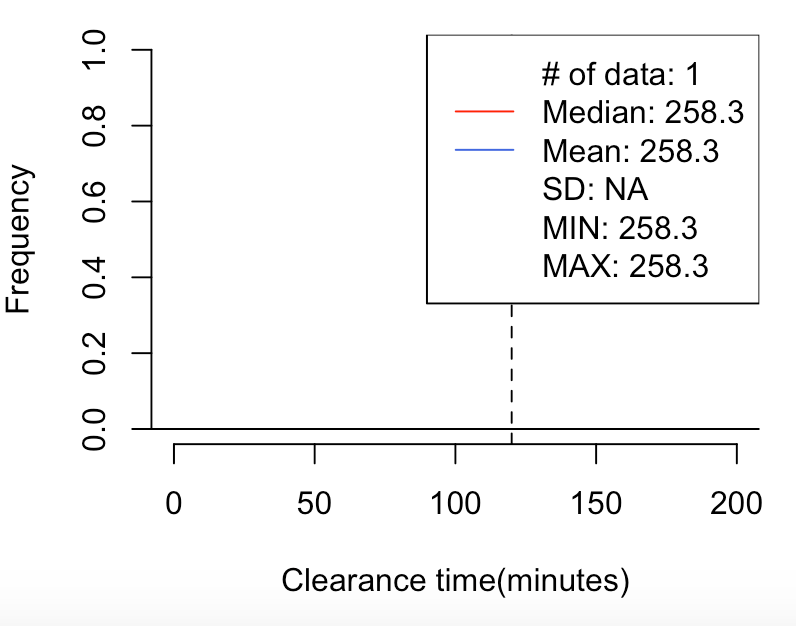 # of data: 1
Median: 258.3
Mean: 258.3
SD: NA
MIN: 258.3
MAX: 258.3
Frequency
1.0
0.8
0.6
0.4
0.2
0.0
0 50 100 150 200
Clearance time(minutes)